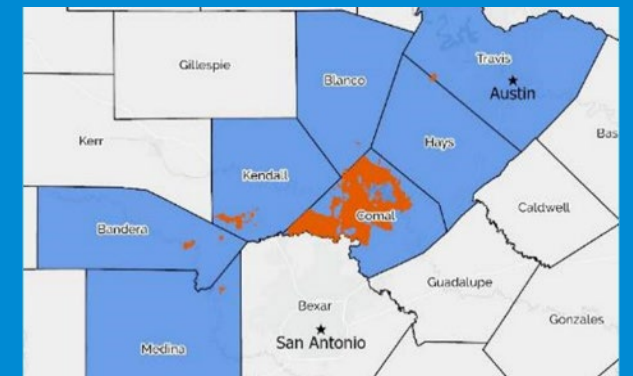 Gillespie
Travis
Blanco
Austin
Kerr
Hays
Bas
Kendall
Caldwell
Comal
Bandera
Guadalupe
Bexar
Gonzales
San Antonio
Medina